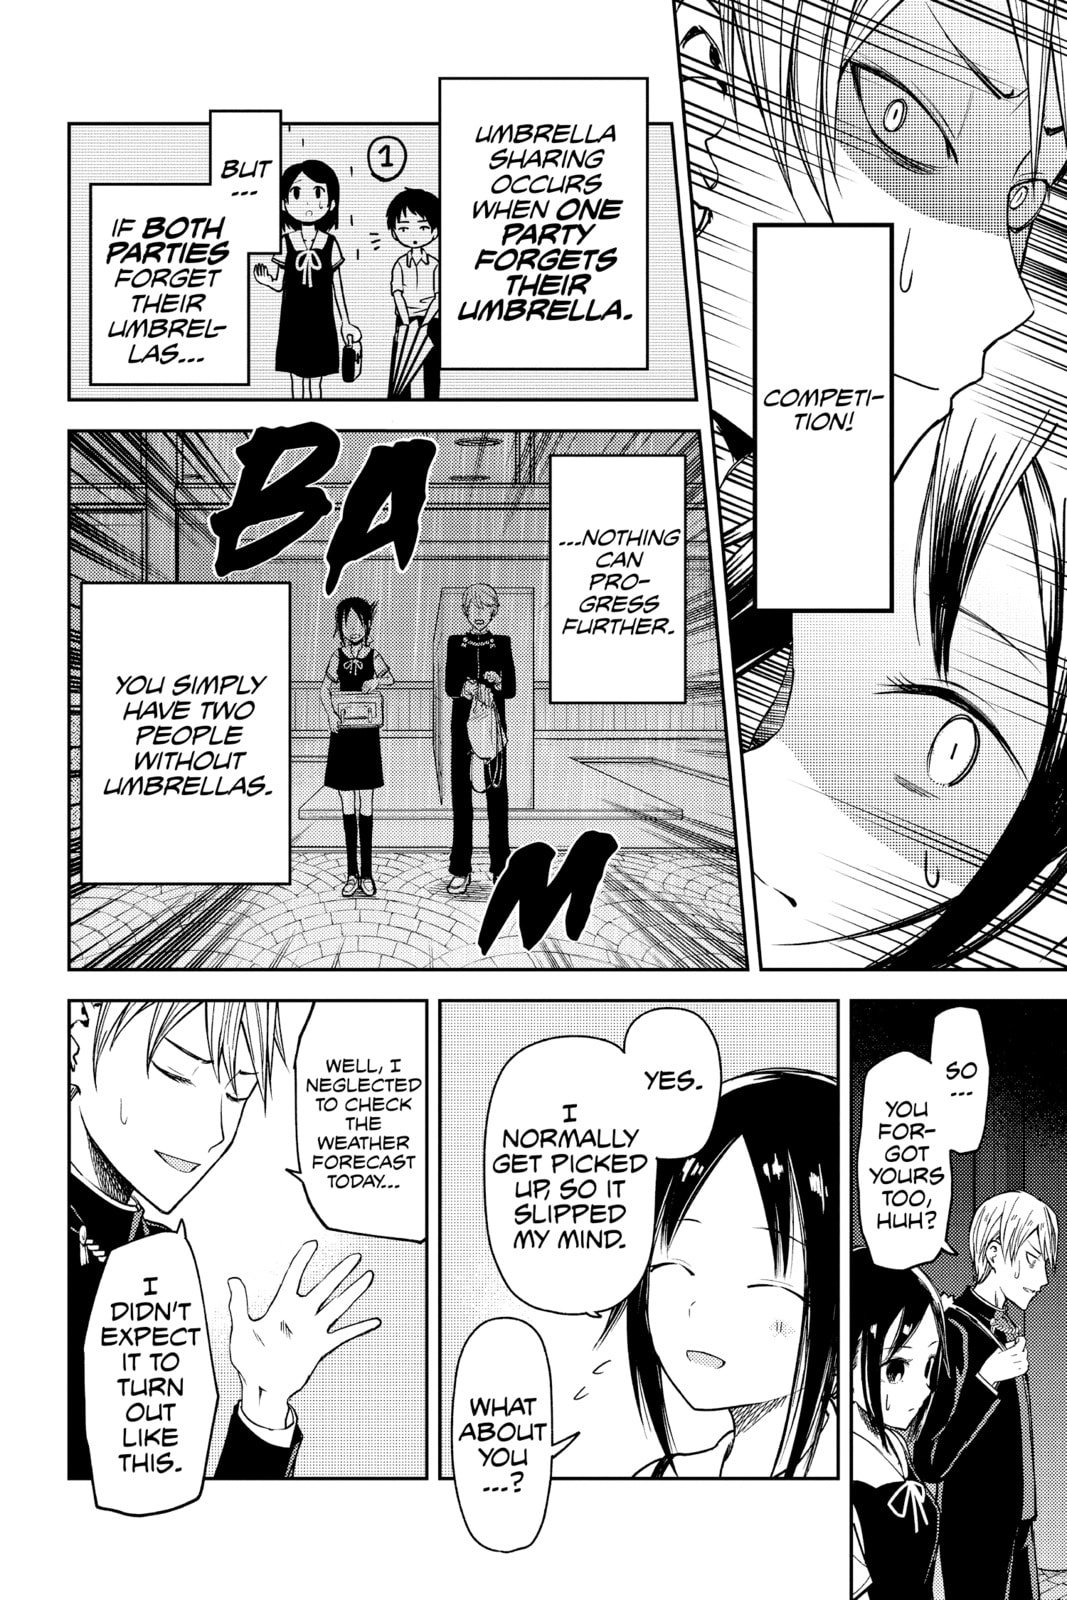 COMPETI-
TION!
UMBRELLA
SHARING
OCCURS
WHEN ONE
PARTY
FORGETS
THEIR
UMBRELLA.
1
BUT
...
IF BOTH
PARTIES
FORGET
THEIR
UMBREL-
LAS...
BA
M
...NOTHING
CAN
PRO-
GRESS
FURTHER.
YOU SIMPLY
HAVE TWO
PEOPLE
WITHOUT
UMBRELLAS.
SO
...
YOU
FOR-
GOT
YOURS
TOO,
HUH?
YES.
I
NORMALLY
GET PICKED
UP, SO IT
SLIPPED
MY MIND.
WHAT
ABOUT
YOU
...?
WELL, I
NEGLECTED
TO CHECK
THE
WEATHER
FORECAST
TODAY...
I
DIDN'T
EXPECT
IT TO
TURN
OUT
LIKE
THIS.